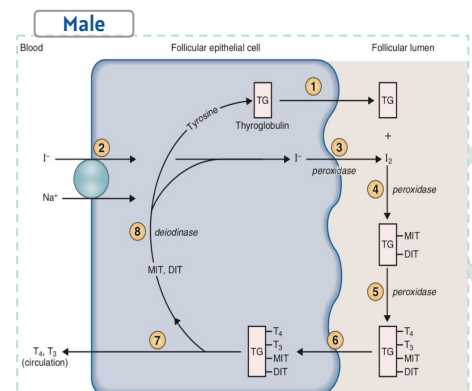 Male
Blood
Follicular epithelial cell
Follicular lumen
1
TG
TG
Tyrosine
Thyroglobulin
+
2
I⁻
I⁻
3
I₂
peroxidase
Na⁺
4
peroxidase
8
deiodinase
TG
MIT
DIT
MIT, DIT
5
peroxidase
7
6
T₄, T₃
(circulation)
TG
T₄
T₃
MIT
DIT
TG
T₄
T₃
MIT
DIT